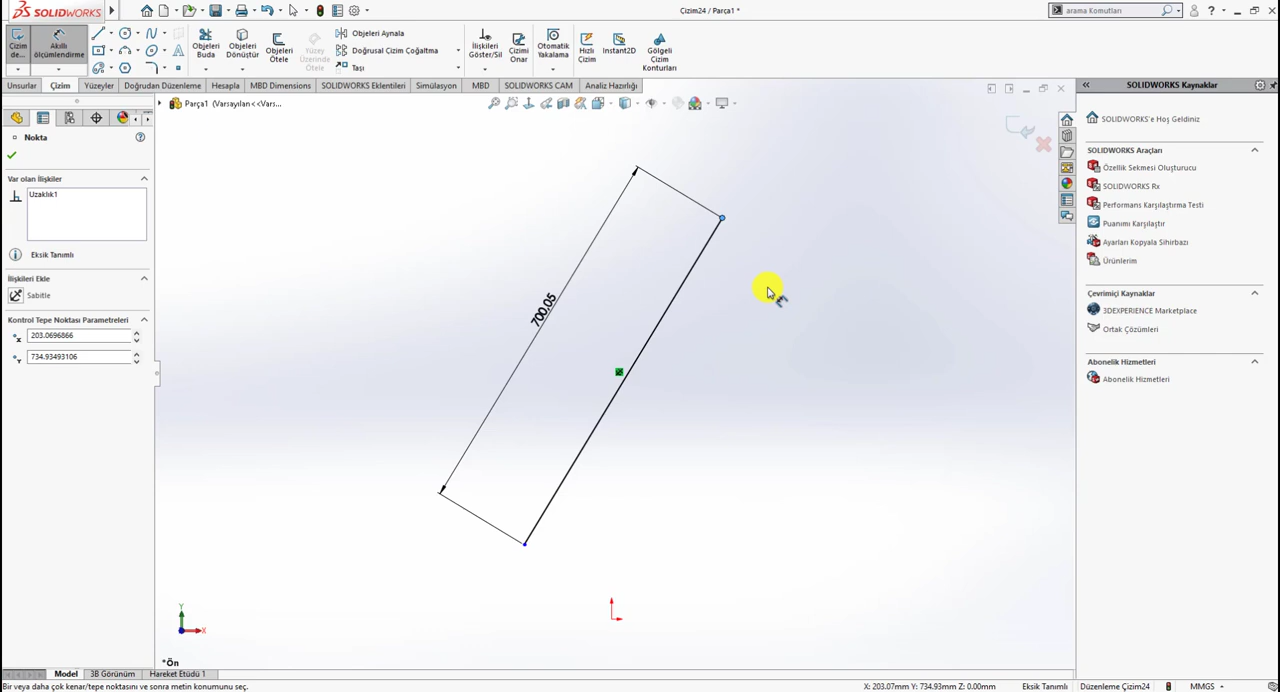 SOLIDWORKS
Çizim24 / Parça1 *
arama Komutları
Çizim
de...
Akıllı
ölçümlendirme
Objeleri
Buda
Objeleri
Dönüştür
Objeleri
Ötele
Yüzey
Üzerinde
Ötele
Objeleri Aynala
Doğrusal Çizim Çoğaltma
Taşı
İlişkileri
Göster/Sil
Çizimi
Onar
Otomatik
Yakalama
Hızlı
Çizim
Instant2D
Gölgeli
Çizim
Konturları
Unsurlar
Çizim
Yüzeyler
Doğrudan Düzenleme
Hesapla
MBD Dimensions
SOLIDWORKS Eklentileri
Simülasyon
MBD
SOLIDWORKS CAM
Analiz Hazırlığı
Parça1 (Varsayılan<<Vars...
Nokta
Var olan İlişkiler
Uzaklık1
Eksik Tanımlı
İlişkileri Ekle
Sabitle
Kontrol Tepe Noktası Parametreleri
203.0696866
734.93493106
700.05
Y
X
*Ön
SOLIDWORKS Kaynaklar
SOLIDWORKS'e Hoş Geldiniz
SOLIDWORKS Araçları
Özellik Sekmesi Oluşturucu
SOLIDWORKS Rx
Performans Karşılaştırma Testi
Puanımı Karşılaştır
Ayarları Kopyala Sihirbazı
Ürünlerim
Çevrimiçi Kaynaklar
3DEXPERIENCE Marketplace
Ortak Çözümleri
Abonelik Hizmetleri
Abonelik Hizmetleri
Model
3B Görünüm
Hareket Etüdü 1
Bir veya daha çok kenar/tepe noktasını ve sonra metin konumunu seç.
X: 203.07mm Y: 734.93mm Z: 0.00mm
Eksik Tanımlı
Düzenleme Çizim24
MMGS